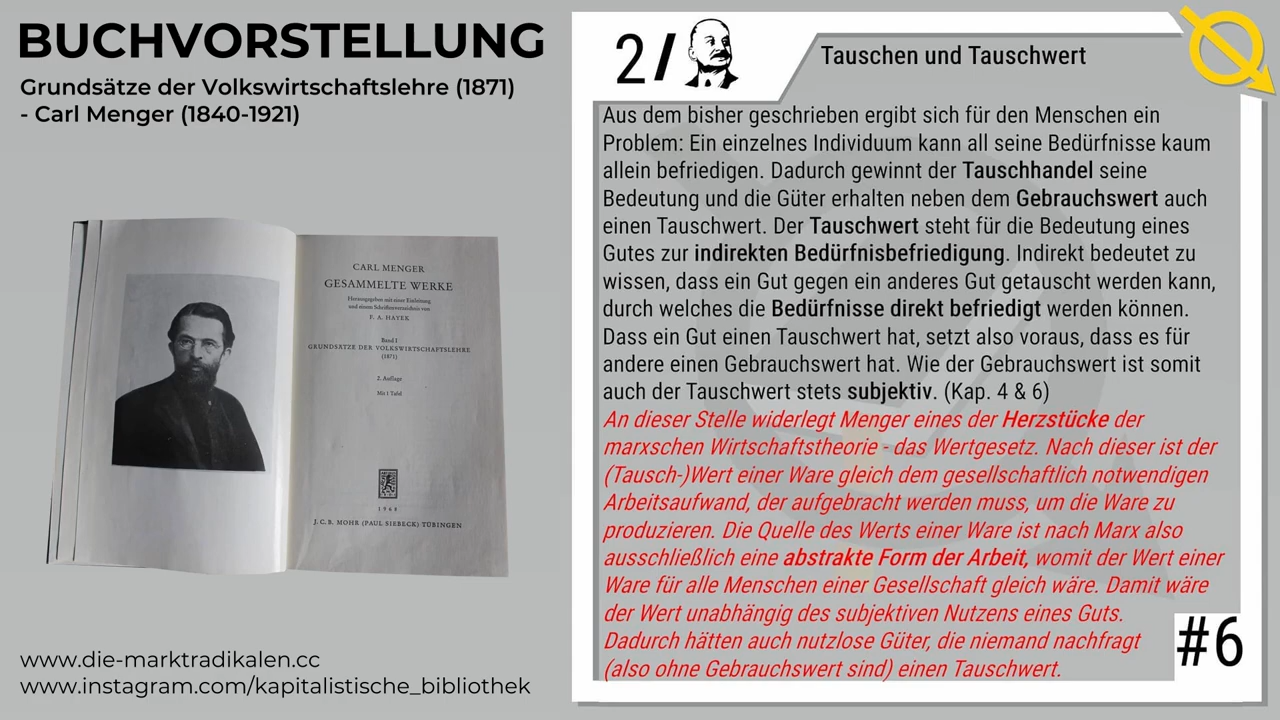 BUCHVORSTELLUNG
Grundsätze der Volkswirtschaftslehre (1871)
- Carl Menger (1840-1921)
CARL MENGER
GESAMMELTE WERKE
Herausgegeben mit einer Einleitung
und einem Schriftenverzeichnis von
F. A. HAYEK
Band I
GRUNDSÄTZE DER VOLKSWIRTSCHAFTSLEHRE
(1871)
2. Auflage
Mit 1 Tafel
1968
J. C. B. MOHR (PAUL SIEBECK) TÜBINGEN
www.die-marktradikalen.cc
www.instagram.com/kapitalistische_bibliothek
2/
Tauschen und Tauschwert
Aus dem bisher geschrieben ergibt sich für den Menschen ein
Problem: Ein einzelnes Individuum kann all seine Bedürfnisse kaum
allein befriedigen. Dadurch gewinnt der Tauschhandel seine
Bedeutung und die Güter erhalten neben dem Gebrauchswert auch
einen Tauschwert. Der Tauschwert steht für die Bedeutung eines
Gutes zur indirekten Bedürfnisbefriedigung. Indirekt bedeutet zu
wissen, dass ein Gut gegen ein anderes Gut getauscht werden kann,
durch welches die Bedürfnisse direkt befriedigt werden können.
Dass ein Gut einen Tauschwert hat, setzt also voraus, dass es für
andere einen Gebrauchswert hat. Wie der Gebrauchswert ist somit
auch der Tauschwert stets subjektiv. (Kap. 4 & 6)
An dieser Stelle widerlegt Menger eines der Herzstücke der
marxschen Wirtschaftstheorie - das Wertgesetz. Nach dieser ist der
(Tausch-)Wert einer Ware gleich dem gesellschaftlich notwendigen
Arbeitsaufwand, der aufgebracht werden muss, um die Ware zu
produzieren. Die Quelle des Werts einer Ware ist nach Marx also
ausschließlich eine abstrakte Form der Arbeit, womit der Wert einer
Ware für alle Menschen einer Gesellschaft gleich wäre. Damit wäre
der Wert unabhängig des subjektiven Nutzens eines Guts.
Dadurch hätten auch nutzlose Güter, die niemand nachfragt
(also ohne Gebrauchswert sind) einen Tauschwert.
#6